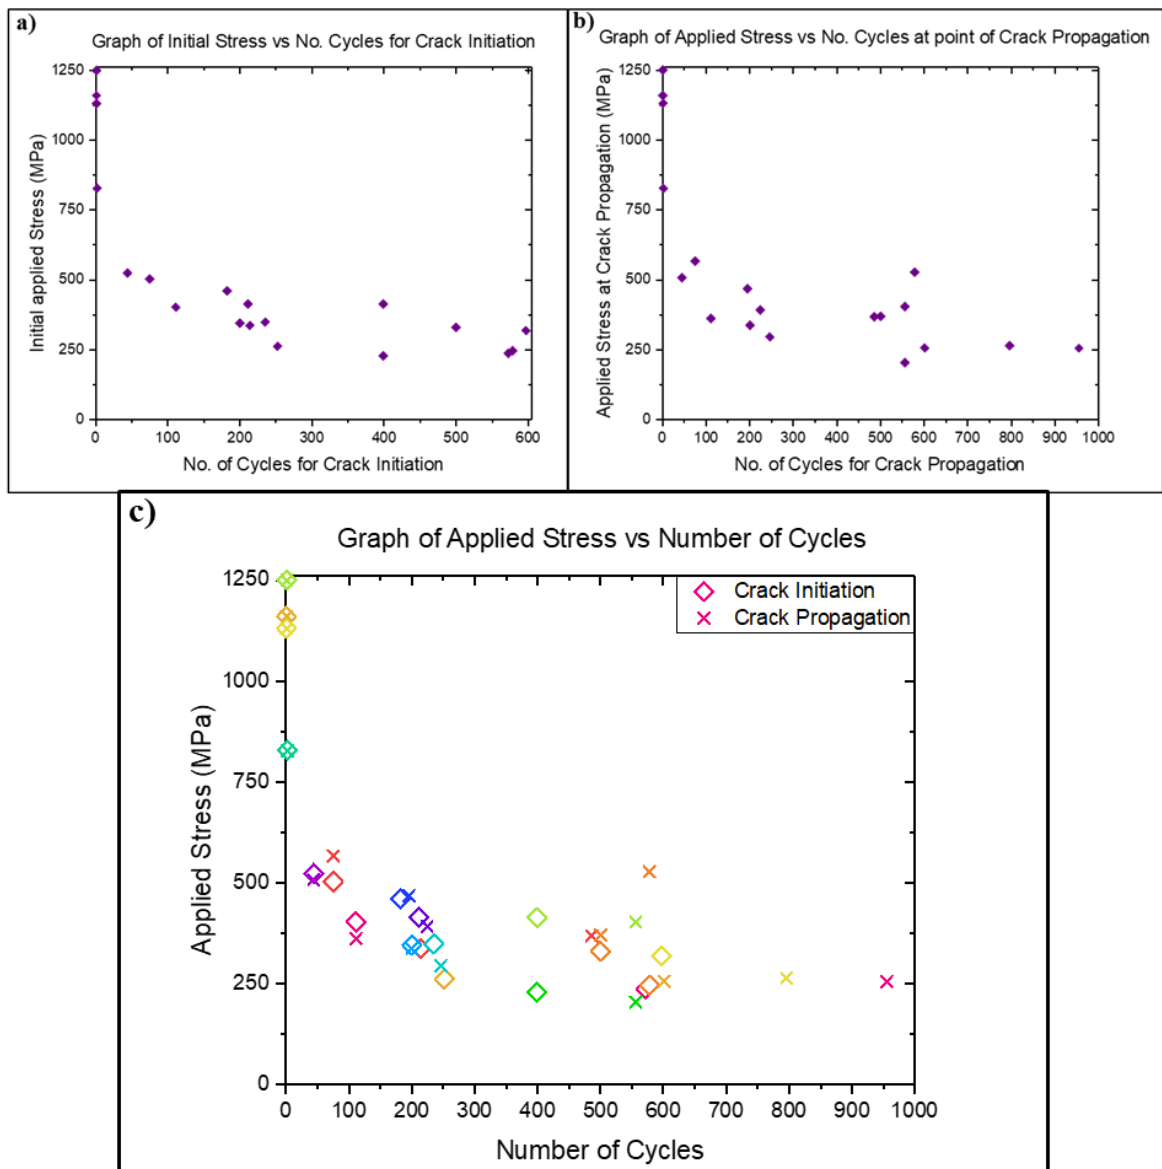 a)
Graph of Initial Stress vs No. Cycles for Crack Initiation
1250
1000
750
500
250
0
Initial applied Stress (MPa)
0 100 200 300 400 500 600
No. of Cycles for Crack Initiation
b)
Graph of Applied Stress vs No. Cycles at point of Crack Propagation
1250
1000
750
500
250
0
Applied Stress at Crack Propagation (MPa)
0 100 200 300 400 500 600 700 800 900 1000
No. of Cycles for Crack Propagation
c)
Graph of Applied Stress vs Number of Cycles
1250
1000
750
500
250
0
Applied Stress (MPa)
Crack Initiation
Crack Propagation
0 100 200 300 400 500 600 700 800 900 1000
Number of Cycles